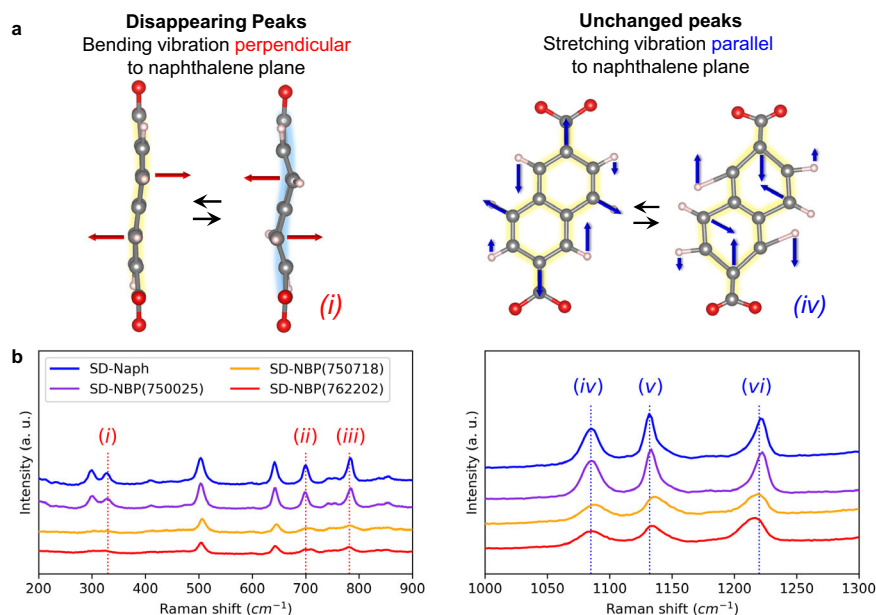 a
Disappearing Peaks
Bending vibration perpendicular
to naphthalene plane
(i)
Unchanged peaks
Stretching vibration parallel
to naphthalene plane
(iv)
b
SD-Naph
SD-NBP(750025)
SD-NBP(750718)
SD-NBP(762202)
(i)
(ii)
(iii)
Intensity (a. u.)
200 300 400 500 600 700 800 900
Raman shift (cm⁻¹)
(iv)
(v)
(vi)
Intensity (a. u.)
1000 1050 1100 1150 1200 1250 1300
Raman shift (cm⁻¹)